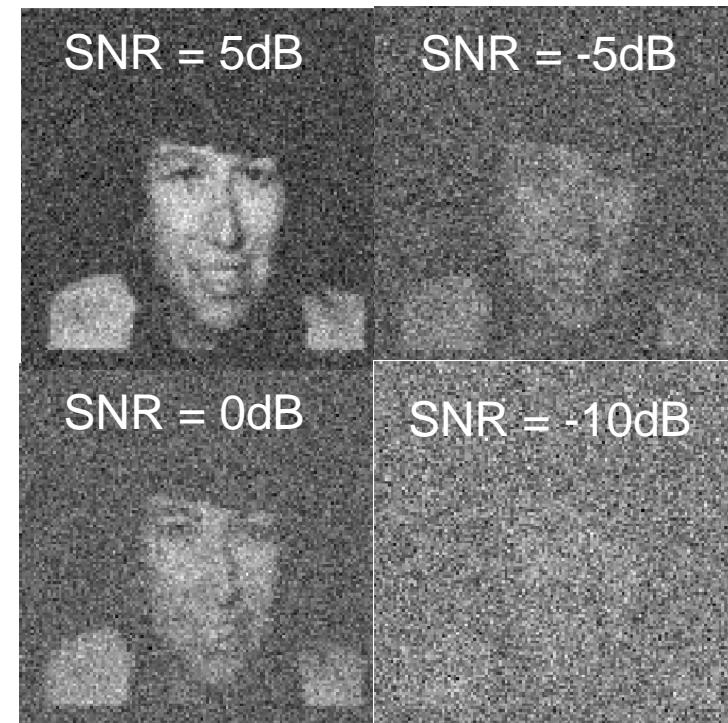 SNR = 5dB
SNR = -5dB
SNR = 0dB
SNR = -10dB